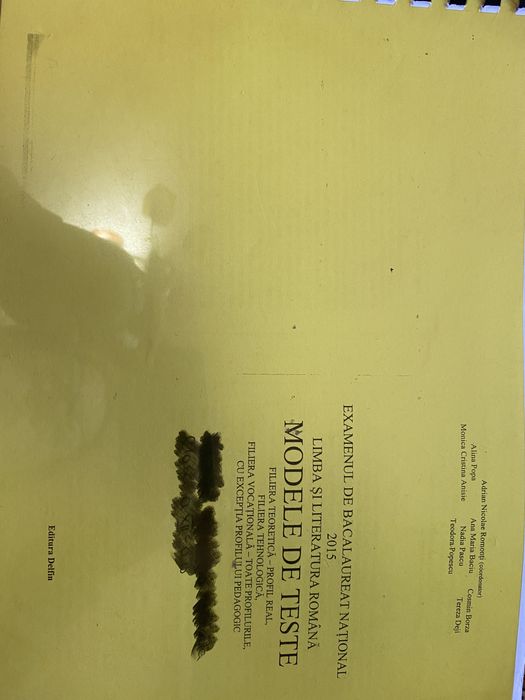 Adrian Nicolae Romonți (coordonator)
Alina Popa Ana Maria Baciu Cosmin Borza
Monica Cristina Anisie Nadia Pascu Tereza Deji
Teodora Popescu
EXAMENUL DE BACALAUREAT NAȚIONAL
2015
LIMBA ȘI LITERATURA ROMÂNĂ
MODELE DE TESTE
FILIERA TEORETICĂ – PROFIL REAL,
FILIERA TEHNOLOGICĂ,
FILIERA VOCAȚIONALĂ – TOATE PROFILURILE,
CU EXCEPȚIA PROFILULUI PEDAGOGIC
Editura Delfin